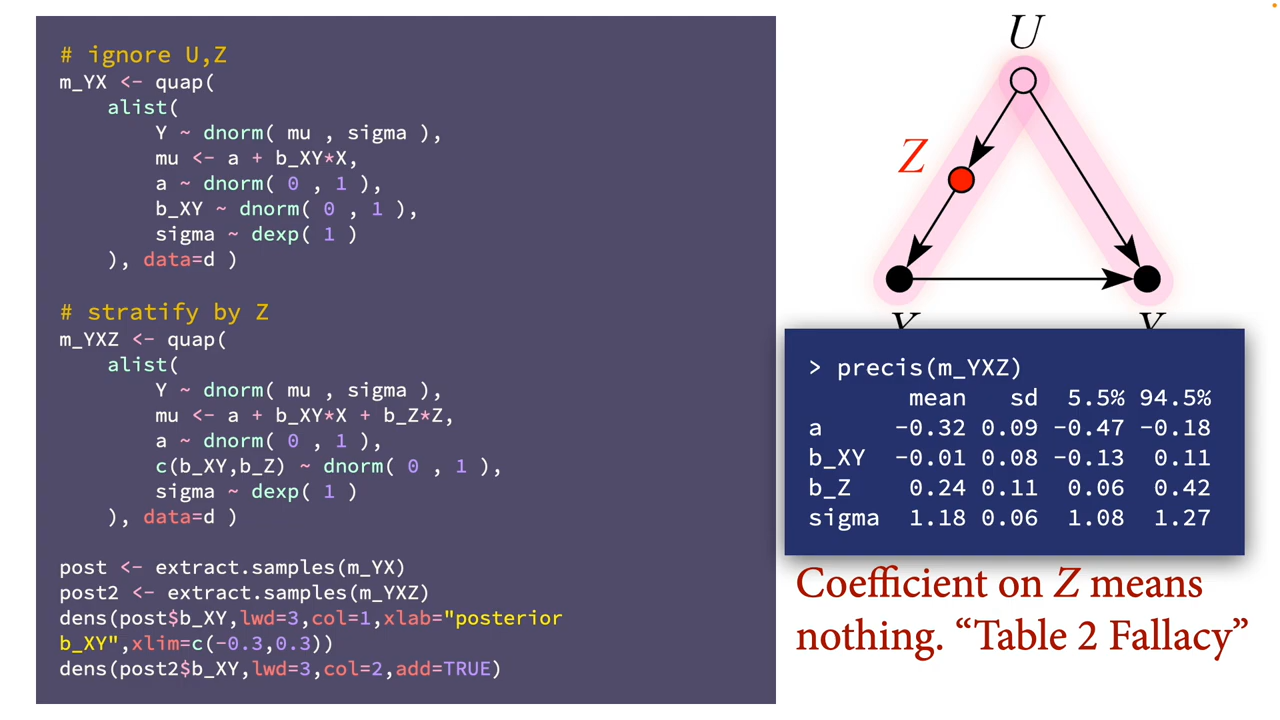 # ignore U,Z
m_YX <- quap(
    alist(
        Y ~ dnorm( mu , sigma ),
        mu <- a + b_XY*X,
        a ~ dnorm( 0 , 1 ),
        b_XY ~ dnorm( 0 , 1 ),
        sigma ~ dexp( 1 )
    ), data=d )
# stratify by Z
m_YXZ <- quap(
    alist(
        Y ~ dnorm( mu , sigma ),
        mu <- a + b_XY*X + b_Z*Z,
        a ~ dnorm( 0 , 1 ),
        c(b_XY,b_Z) ~ dnorm( 0 , 1 ),
        sigma ~ dexp( 1 )
    ), data=d )
post <- extract.samples(m_YX)
post2 <- extract.samples(m_YXZ)
dens(post$b_XY,lwd=3,col=1,xlab="posterior
b_XY",xlim=c(-0.3,0.3))
dens(post2$b_XY,lwd=3,col=2,add=TRUE)
U
Z
> precis(m_YXZ)
mean sd 5.5% 94.5%
a -0.32 0.09 -0.47 -0.18
b_XY -0.01 0.08 -0.13 0.11
b_Z 0.24 0.11 0.06 0.42
sigma 1.18 0.06 1.08 1.27
Coefficient on Z means
nothing. “Table 2 Fallacy”